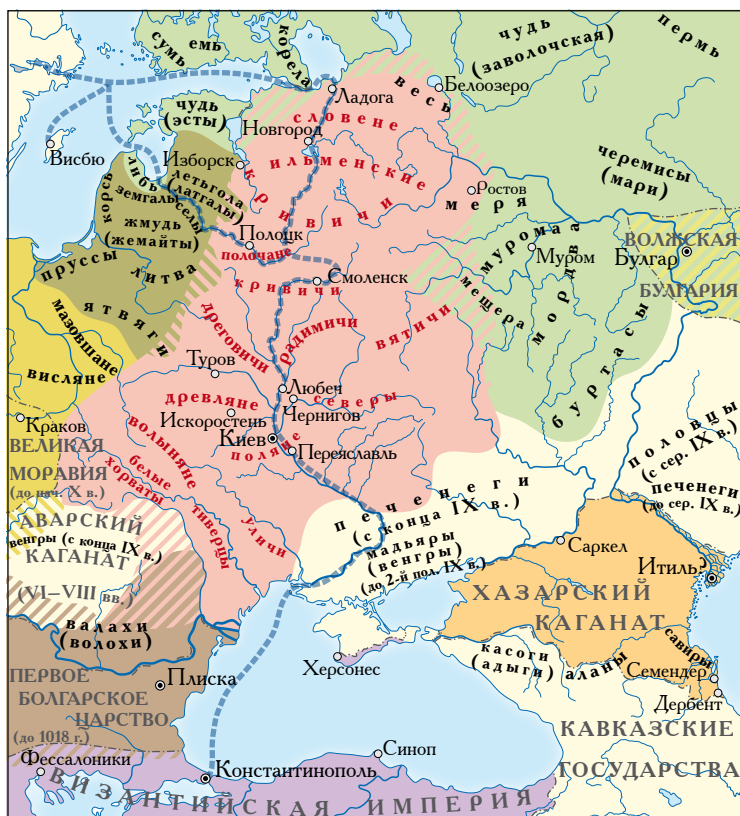 сумь
емь
корела
чудь
(заволочская)
пермь
весь
Белоозеро
Ладога
словене
чудь
(эсты)
Новгород
Висбю
Изборск
ильменские
черемисы
(мари)
корсь
либь
земгалы
селы
летьгола
(латгалы)
кривичи
Ростов
меря
жмудь
(жемайты)
Полоцк
полочане
мурома
Муром
мордва
ВОЛЖСКАЯ
Булгар
БУЛГАРИЯ
пруссы
литва
Смоленск
кривичи
мещера
ятвяги
мазовшане
висляне
дреговичи
радимичи
вятичи
буртасы
Туров
Любеч
северы
древляне
Чернигов
Искоростень
Краков
Киев
поляне
Переяславль
волыняне
ВЕЛИКАЯ
МОРАВИЯ
(до нач. X в.)
белые
хорваты
тиверцы
уличи
половцы
(с сер. IX в.)
печенеги
(до сер. IX в.)
печенеги
(с конца IX в.)
мадьяры
(венгры)
(до 2-й пол. IX в.)
АВАРСКИЙ
венгры (с конца IX в.)
КАГАНАТ
(VI–VIII вв.)
Саркел
Итиль?
ХАЗАРСКИЙ
КАГАНАТ
валахи
(волохи)
Херсонес
касоги
(адыги)
аланы
савиры
Семендер
Дербент
ПЕРВОЕ
БОЛГАРСКОЕ
ЦАРСТВО
(до 1018 г.)
Плиска
КАВКАЗСКИЕ
ГОСУДАРСТВА
Фессалоники
Синоп
Константинополь
ВИЗАНТИЙСКАЯ ИМПЕРИЯ